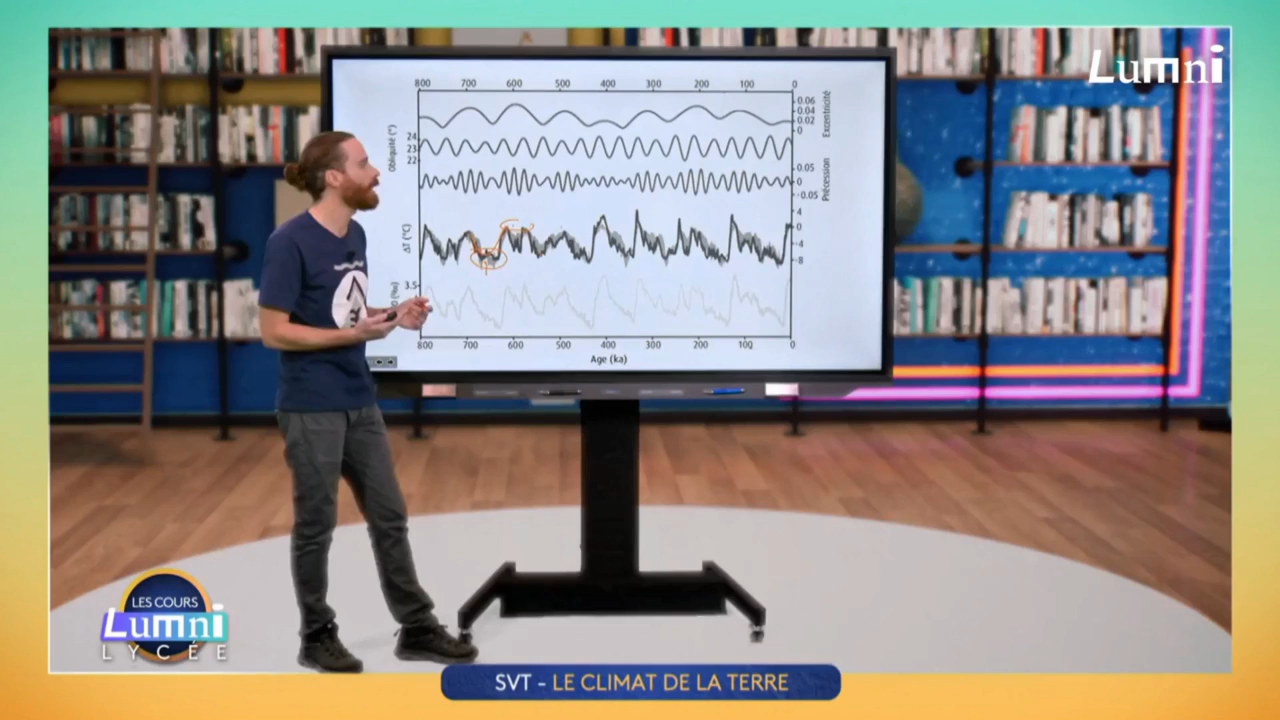 Lumni
800 700 600 500 400 300 200 100 0
0.06
0.04
0.02
0
Excentricité
24
23
22
Obliquité (°)
0.05
0
-0.05
Précession
4
0
-4
-8
ΔT (°C)
3.5
(‰)
800 700 600 500 400 300 200 100 0
Age (ka)
LES COURS
Lumni
LYCÉE
SVT - LE CLIMAT DE LA TERRE